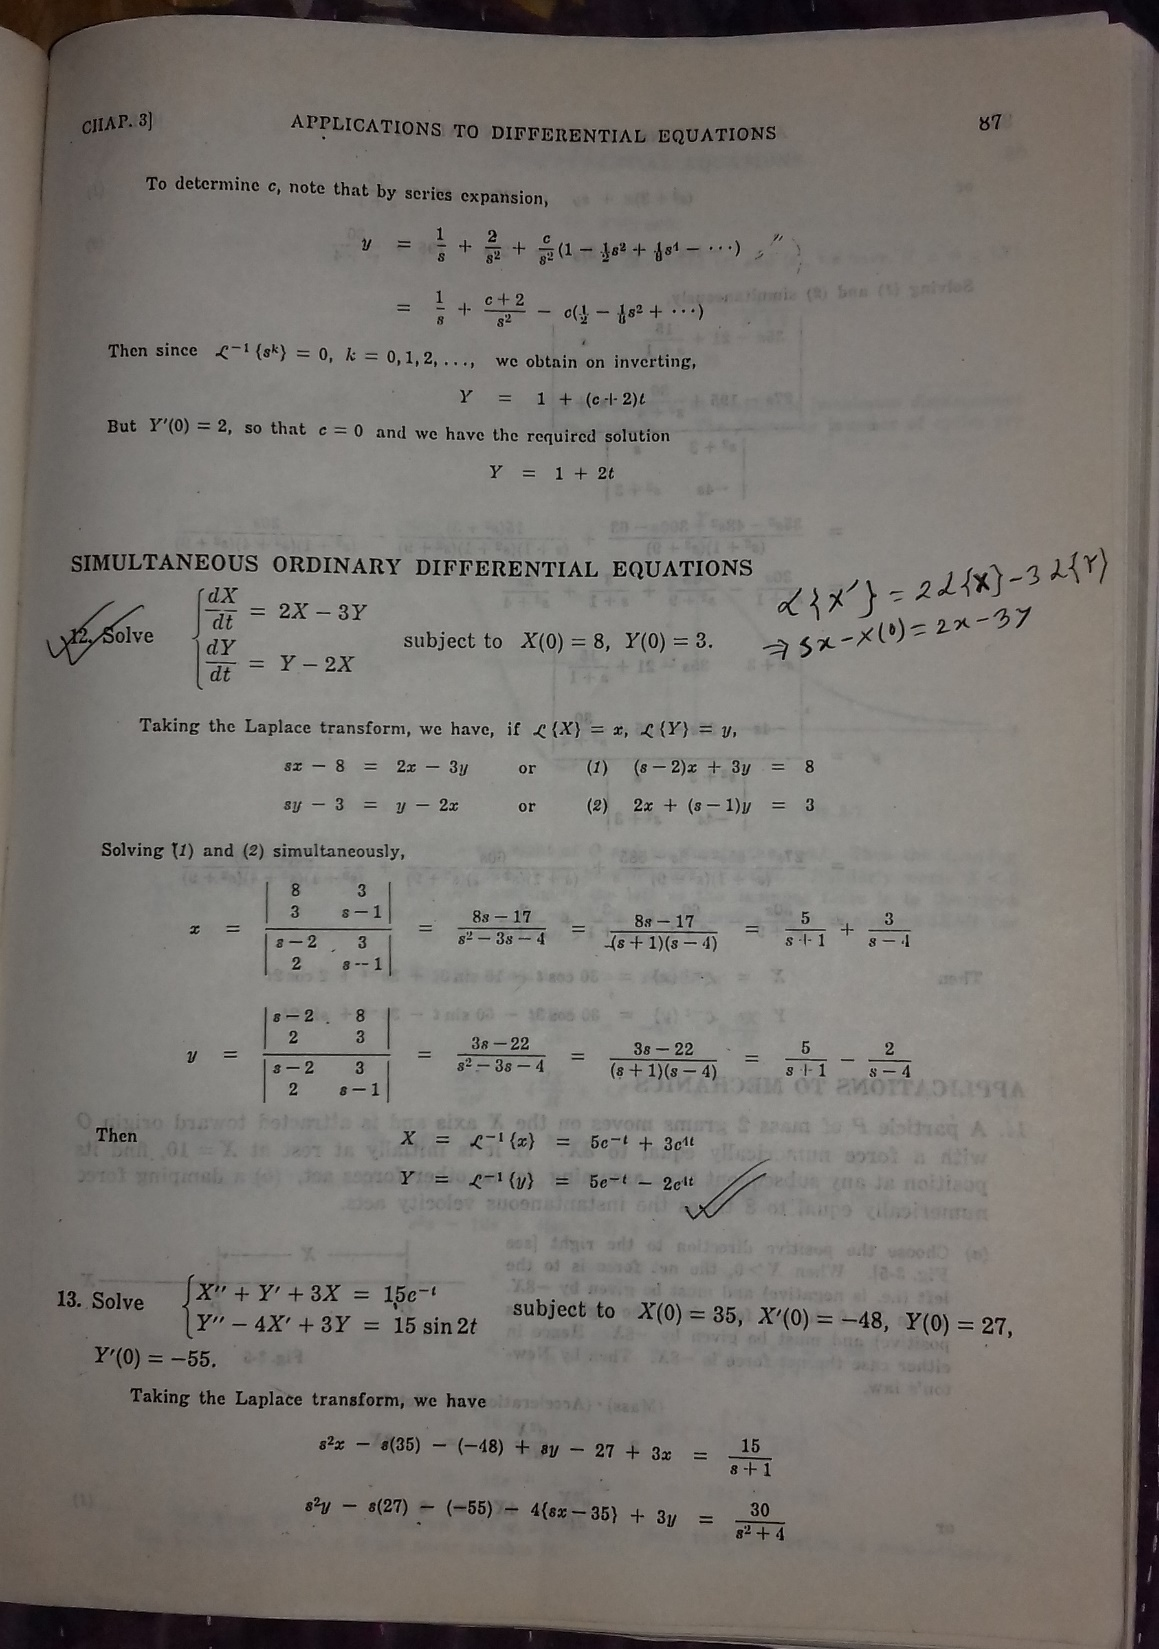 CHAP. 3] APPLICATIONS TO DIFFERENTIAL EQUATIONS 87
To determine c, note that by series expansion,
y = 1/s + 2/s² + c/s² (1 − ½s² + ⅛s⁴ − ···)
= 1/s + (c + 2)/s² − c(½ − ⅛s² + ···)
Then since ℒ⁻¹{sᵏ} = 0, k = 0, 1, 2, ..., we obtain on inverting,
Y = 1 + (c + 2)t
But Y′(0) = 2, so that c = 0 and we have the required solution
Y = 1 + 2t
SIMULTANEOUS ORDINARY DIFFERENTIAL EQUATIONS
ℒ{X′} = 2ℒ{X} − 3ℒ{Y}
⇒ sx − X(0) = 2x − 3y
12. Solve { dX/dt = 2X − 3Y
dY/dt = Y − 2X subject to X(0) = 8, Y(0) = 3.
Taking the Laplace transform, we have, if ℒ{X} = x, ℒ{Y} = y,
sx − 8 = 2x − 3y or (1) (s − 2)x + 3y = 8
sy − 3 = y − 2x or (2) 2x + (s − 1)y = 3
Solving (1) and (2) simultaneously,
x = |8 3; 3 s − 1| / |s − 2 3; 2 s − 1| = (8s − 17)/(s² − 3s − 4) = (8s − 17)/((s + 1)(s − 4)) = 5/(s + 1) + 3/(s − 4)
y = |s − 2 8; 2 3| / |s − 2 3; 2 s − 1| = (3s − 22)/(s² − 3s − 4) = (3s − 22)/((s + 1)(s − 4)) = 5/(s + 1) − 2/(s − 4)
Then X = ℒ⁻¹{x} = 5e⁻ᵗ + 3e⁴ᵗ
Y = ℒ⁻¹{y} = 5e⁻ᵗ − 2e⁴ᵗ
13. Solve { X″ + Y′ + 3X = 15e⁻ᵗ
Y″ − 4X′ + 3Y = 15 sin 2t subject to X(0) = 35, X′(0) = −48, Y(0) = 27,
Y′(0) = −55.
Taking the Laplace transform, we have
s²x − s(35) − (−48) + sy − 27 + 3x = 15/(s + 1)
s²y − s(27) − (−55) − 4{sx − 35} + 3y = 30/(s² + 4)